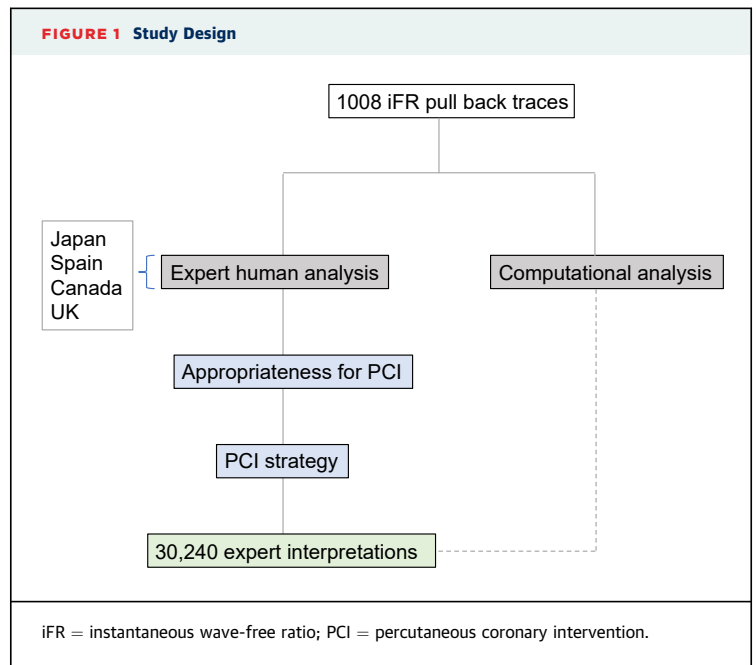 FIGURE 1 Study Design
1008 iFR pull back traces
Japan
Spain
Canada
UK
Expert human analysis
Computational analysis
Appropriateness for PCI
PCI strategy
30,240 expert interpretations
iFR = instantaneous wave-free ratio; PCI = percutaneous coronary intervention.